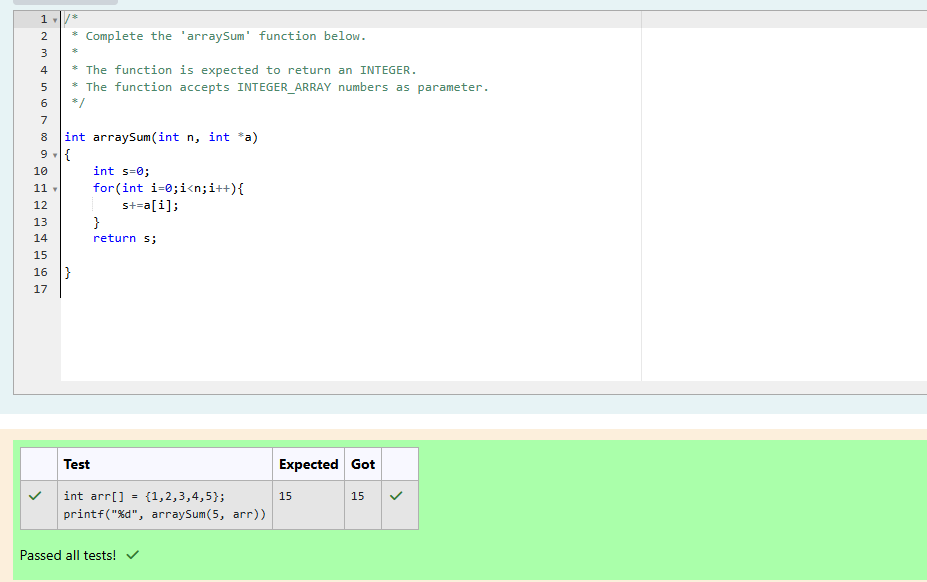 1 /*
2  * Complete the 'arraySum' function below.
3  *
4  * The function is expected to return an INTEGER.
5  * The function accepts INTEGER_ARRAY numbers as parameter.
6  */
7
8 int arraySum(int n, int *a)
9 {
10     int s=0;
11     for(int i=0;i<n;i++){
12         s+=a[i];
13     }
14     return s;
15
16 }
17
Test Expected Got
int arr[] = {1,2,3,4,5}; 15 15
printf("%d", arraySum(5, arr))
Passed all tests!